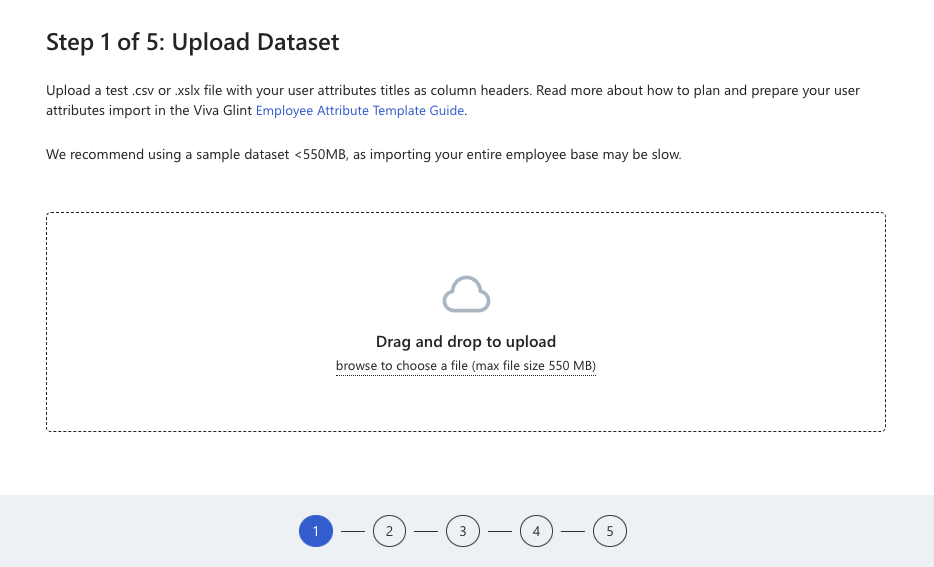 Step 1 of 5: Upload Dataset
Upload a test .csv or .xslx file with your user attributes titles as column headers. Read more about how to plan and prepare your user
attributes import in the Viva Glint Employee Attribute Template Guide.
We recommend using a sample dataset <550MB, as importing your entire employee base may be slow.
Drag and drop to upload
browse to choose a file (max file size 550 MB)
1 2 3 4 5